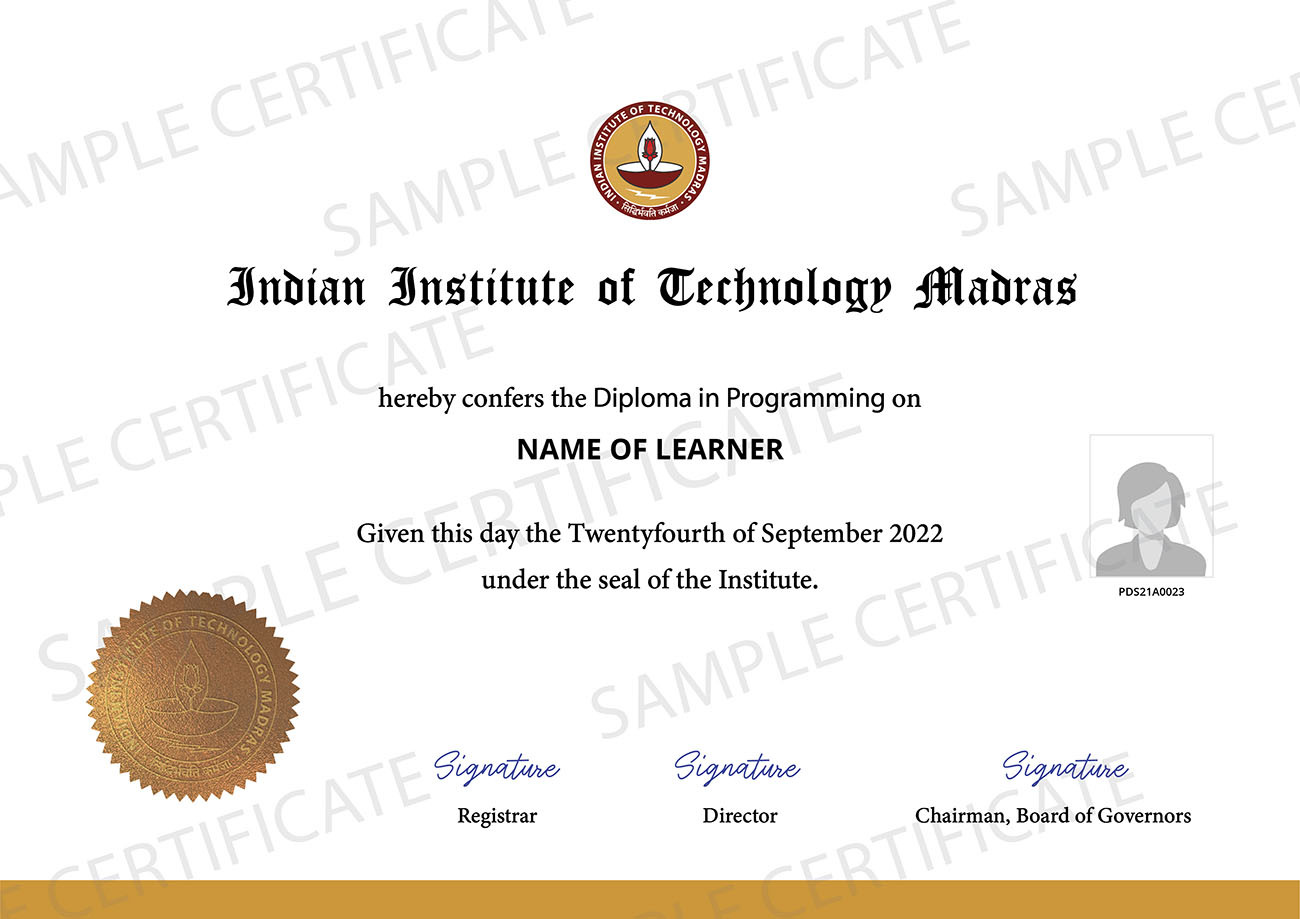 SAMPLE CERTIFICATE
SAMPLE CERTIFICATE
SAMPLE CER
INDIAN INSTITUTE OF TECHNOLOGY MADRAS
सिद्धिर्भवति कर्मजा
Indian Institute of Technology Madras
hereby confers the Diploma in Programming on
NAME OF LEARNER
Given this day the Twentyfourth of September 2022
under the seal of the Institute.
PDS21A0023
SAMPLE CERTIFICATE
SAMPLE CERTIFICATE
SAMPLE CERTIFICATE
INDIAN INSTITUTE OF TECHNOLOGY MADRAS
सिद्धिर्भवति कर्मजा
Signature Signature Signature
Registrar Director Chairman, Board of Governors
CERTIFICATE
CERTIFICATE